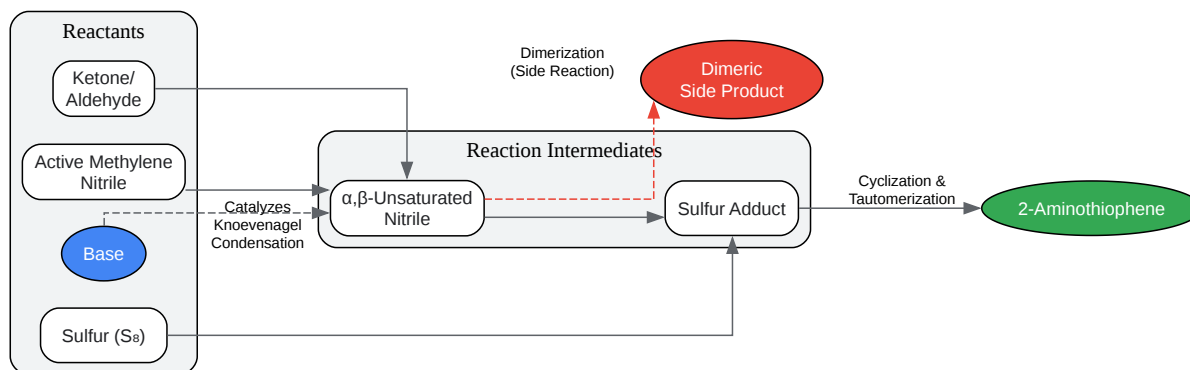 Reactants
Ketone/
Aldehyde
Active Methylene
Nitrile
Base
Sulfur (S₈)
Catalyzes
Knoevenagel
Condensation
Reaction Intermediates
α,β-Unsaturated
Nitrile
Sulfur Adduct
Dimerization
(Side Reaction)
Dimeric
Side Product
Cyclization &
Tautomerization
2-Aminothiophene